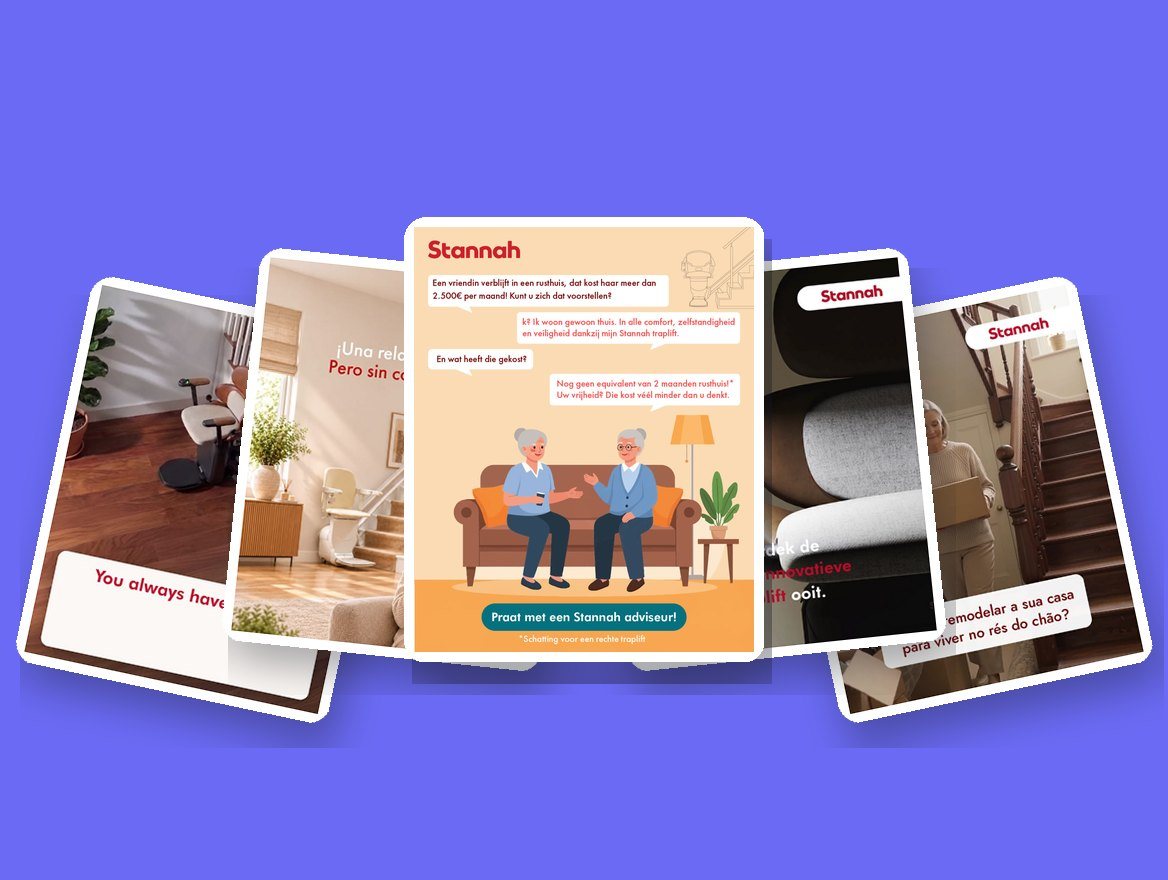 You always have
¡Una relo
Pero sin co
Stannah
Een vriendin verblijft in een rusthuis, dat kost haar meer dan
2.500€ per maand! Kunt u zich dat voorstellen?
k? Ik woon gewoon thuis. In alle comfort, zelfstandigheid
en veiligheid dankzij mijn Stannah traplift.
En wat heeft die gekost?
Nog geen equivalent van 2 maanden rusthuis!*
Uw vrijheid? Die kost véél minder dan u denkt.
Praat met een Stannah adviseur!
*Schatting voor een rechte traplift
Stannah
dek de
nnovatieve
lift ooit.
Stannah
remodelar a sua casa
para viver no rés do chão?